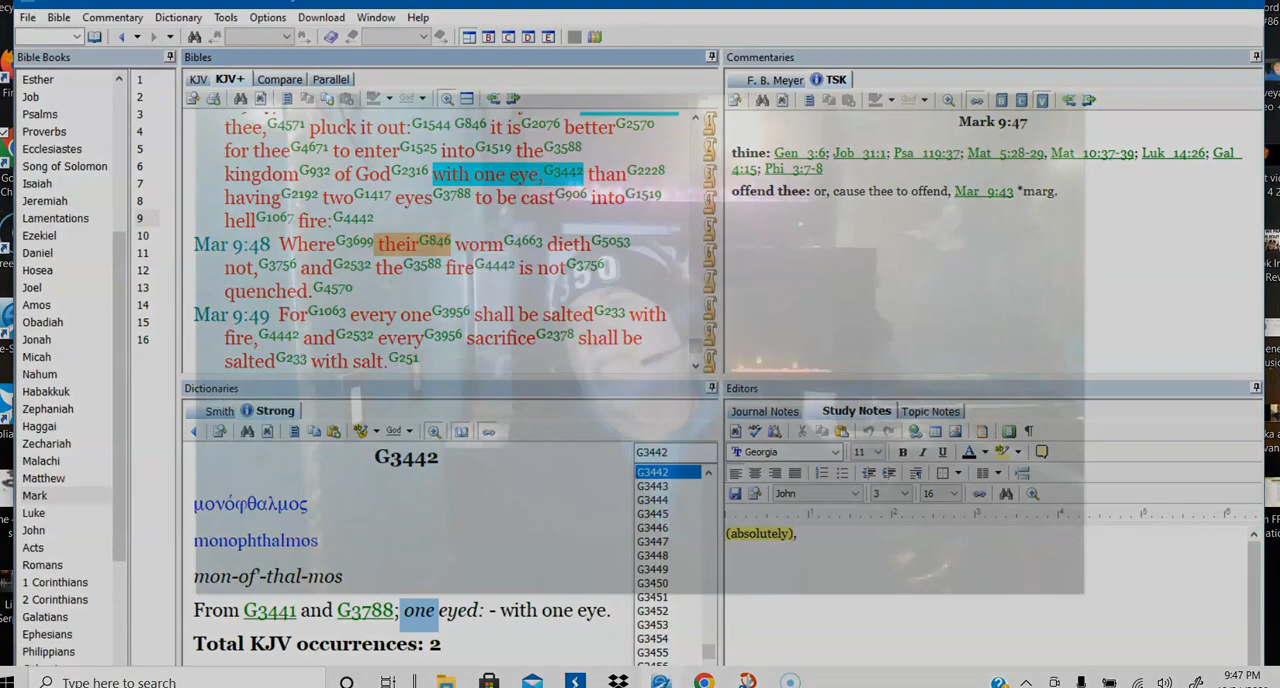 File Bible Commentary Dictionary Tools Options Download Window Help
Bible Books
Esther
Job
Psalms
Proverbs
Ecclesiastes
Song of Solomon
Isaiah
Jeremiah
Lamentations
Ezekiel
Daniel
Hosea
Joel
Amos
Obadiah
Jonah
Micah
Nahum
Habakkuk
Zephaniah
Haggai
Zechariah
Malachi
Matthew
Mark
Luke
John
Acts
Romans
1 Corinthians
2 Corinthians
Galatians
Ephesians
Philippians
1
2
3
4
5
6
7
8
9
10
11
12
13
14
15
16
Bibles
KJV KJV+ Compare Parallel
thee,G4571 pluck it out:G1544 G846 it isG2076 betterG2570
for theeG4671 to enterG1525 intoG1519 theG3588
kingdomG932 of GodG2316 with one eye,G3442 thanG2228
havingG2192 twoG1417 eyesG3788 to be castG906 intoG1519
hellG1067 fire:G4442
Mar 9:48 WhereG3699 theirG846 wormG4663 diethG5053
not,G3756 andG2532 theG3588 fireG4442 is notG3756
quenched.G4570
Mar 9:49 ForG1063 every oneG3956 shall be saltedG233 with
fire,G4442 andG2532 everyG3956 sacrificeG2378 shall be
saltedG233 with salt.G251
Commentaries
F. B. Meyer TSK
Mark 9:47
thine: Gen 3:6; Job 31:1; Psa 119:37; Mat 5:28-29, Mat 10:37-39; Luk 14:26; Gal
4:15; Phi 3:7-8
offend thee: or, cause thee to offend, Mar 9:43 *marg.
50
Dictionaries
Smith Strong
God
G3442
μονόφθαλμος
monophthalmos
mon-of'-thal-mos
From G3441 and G3788; one eyed: - with one eye.
Total KJV occurrences: 2
G3442
G3442
G3443
G3444
G3445
G3446
G3447
G3448
G3449
G3450
G3451
G3452
G3453
G3454
G3455
G3456
Editors
Journal Notes Study Notes Topic Notes
Georgia 11 B I U A
John 3 16
1 2 3 4 5 6
(absolutely),
Type here to search
9:47 PM